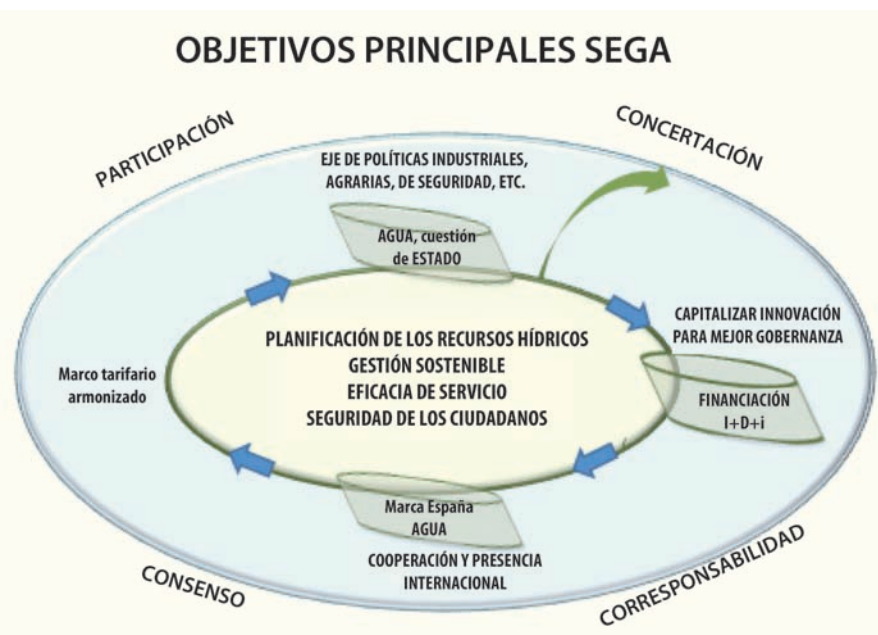 OBJETIVOS PRINCIPALES SEGA
PARTICIPACIÓN
CONCERTACIÓN
EJE DE POLÍTICAS INDUSTRIALES,
AGRARIAS, DE SEGURIDAD, ETC.
AGUA, cuestión
de ESTADO
CAPITALIZAR INNOVACIÓN
PARA MEJOR GOBERNANZA
PLANIFICACIÓN DE LOS RECURSOS HÍDRICOS
GESTIÓN SOSTENIBLE
EFICACIA DE SERVICIO
SEGURIDAD DE LOS CIUDADANOS
Marco tarifario
armonizado
FINANCIACIÓN
I+D+i
Marca España
AGUA
COOPERACIÓN Y PRESENCIA
INTERNACIONAL
CONSENSO
CORRESPONSABILIDAD